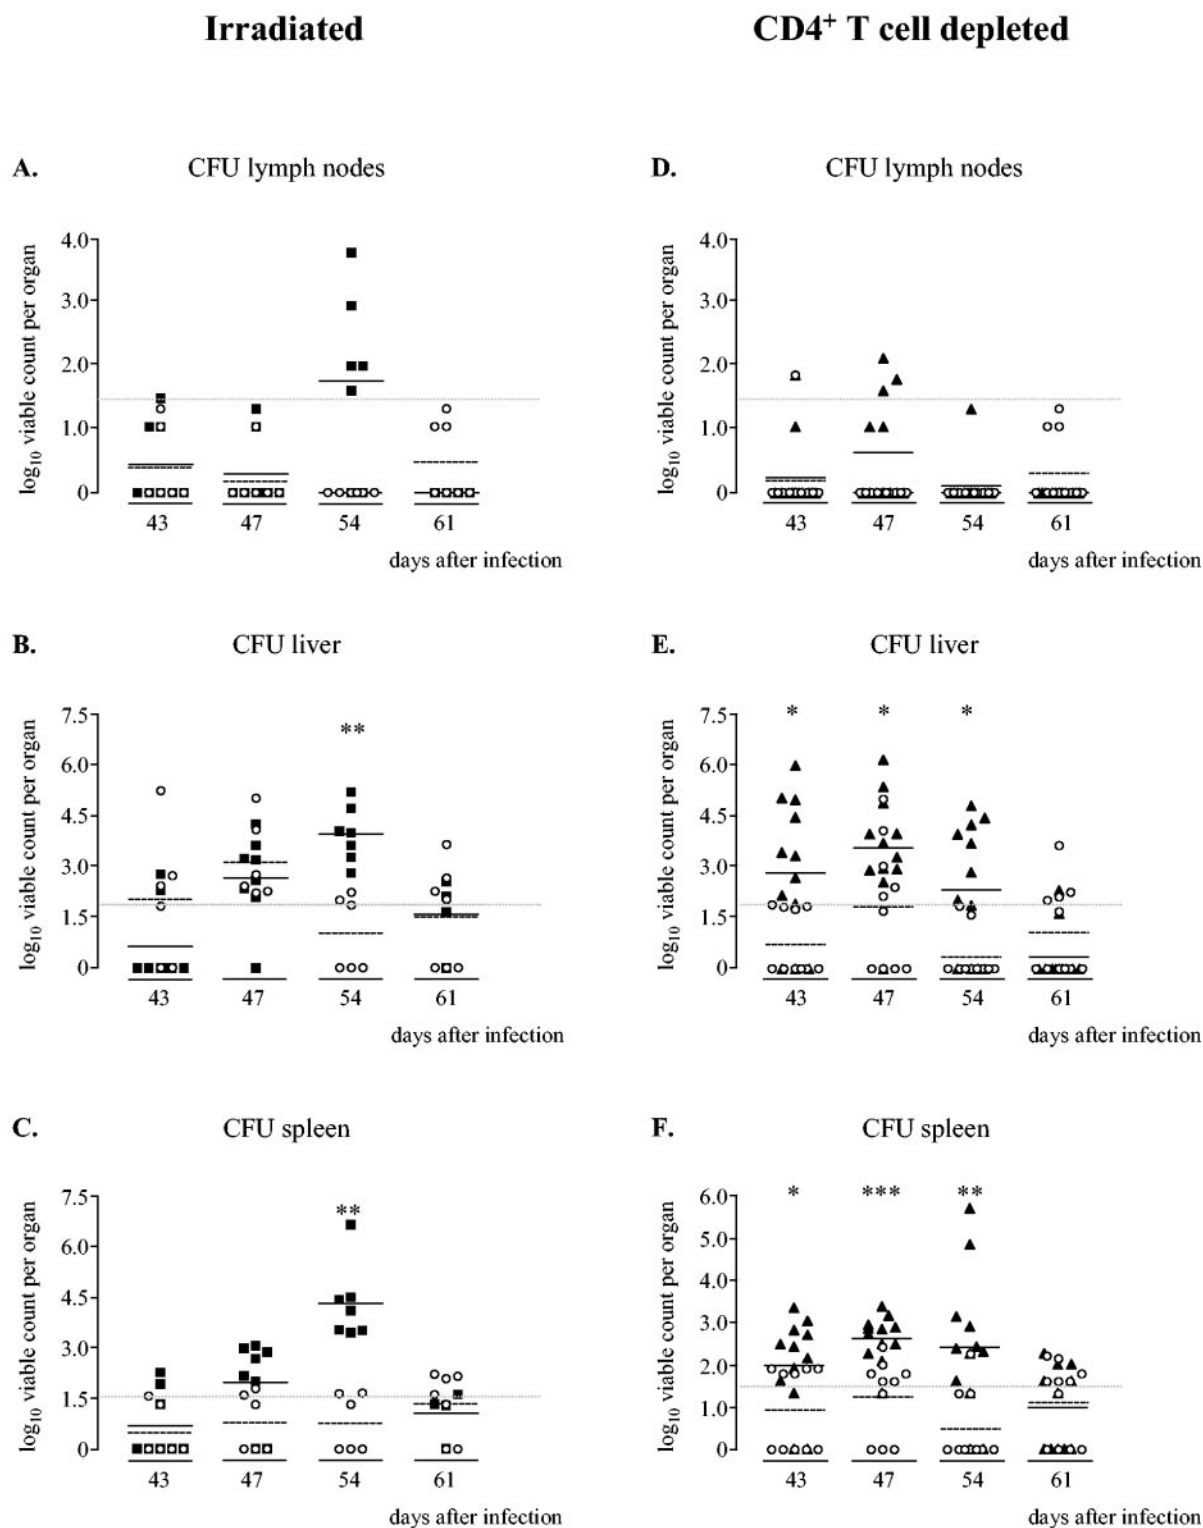 Irradiated
CD4+ T cell depleted
A.
CFU lymph nodes
log10 viable count per organ
4.0
3.0
2.0
1.0
0
43
47
54
61
days after infection
D.
CFU lymph nodes
log10 viable count per organ
4.0
3.0
2.0
1.0
0
43
47
54
61
days after infection
B.
CFU liver
log10 viable count per organ
7.5
6.0
4.5
3.0
1.5
0
**
43
47
54
61
days after infection
E.
CFU liver
log10 viable count per organ
7.5
6.0
4.5
3.0
1.5
0
*
*
*
43
47
54
61
days after infection
C.
CFU spleen
log10 viable count per organ
7.5
6.0
4.5
3.0
1.5
0
**
43
47
54
61
days after infection
F.
CFU spleen
log10 viable count per organ
6.0
5.0
4.0
3.0
2.0
1.0
0
*
***
**
43
47
54
61
days after infection